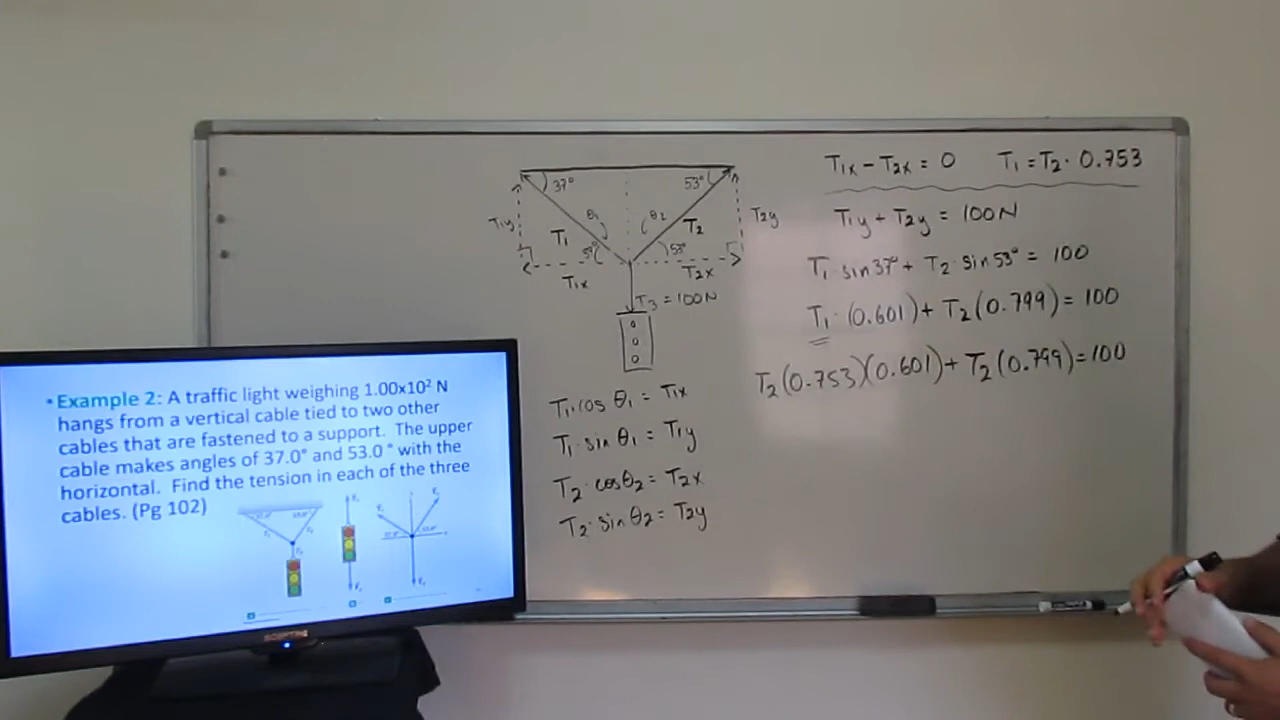 • Example 2: A traffic light weighing 1.00x10² N
hangs from a vertical cable tied to two other
cables that are fastened to a support. The upper
cable makes angles of 37.0° and 53.0 ° with the
horizontal. Find the tension in each of the three
cables. (Pg 102)
SCEPTRE
37°
53°
θ₁
θ₂
T₁y
T₁
T₂
T₂y
53°
T₁x
T₂x
T₃ = 100N
T₁·cos θ₁ = T₁x
T₁·sin θ₁ = T₁y
T₂·cosθ₂ = T₂x
T₂·sin θ₂ = T₂y
T₁x - T₂x = 0
T₁ = T₂· 0.753
T₁y + T₂y = 100N
T₁·sin37° + T₂·sin 53° = 100
T₁·(0.601) + T₂(0.799) = 100
T₂(0.753)(0.601) + T₂(0.799) = 100